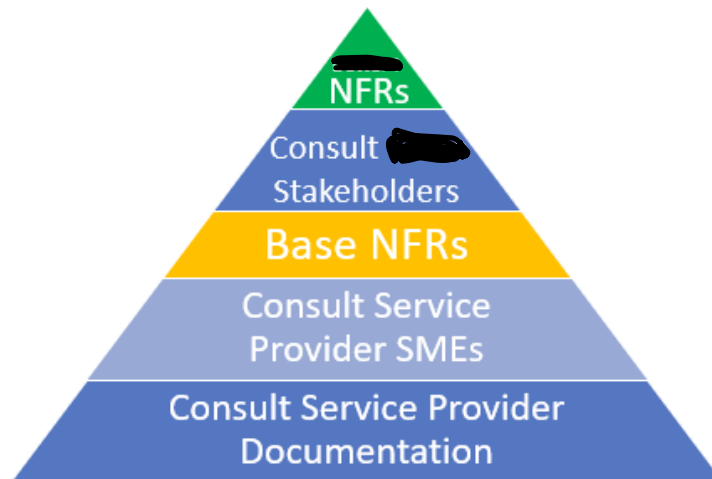 NFRs
Consult
Stakeholders
Base NFRs
Consult Service
Provider SMEs
Consult Service Provider
Documentation